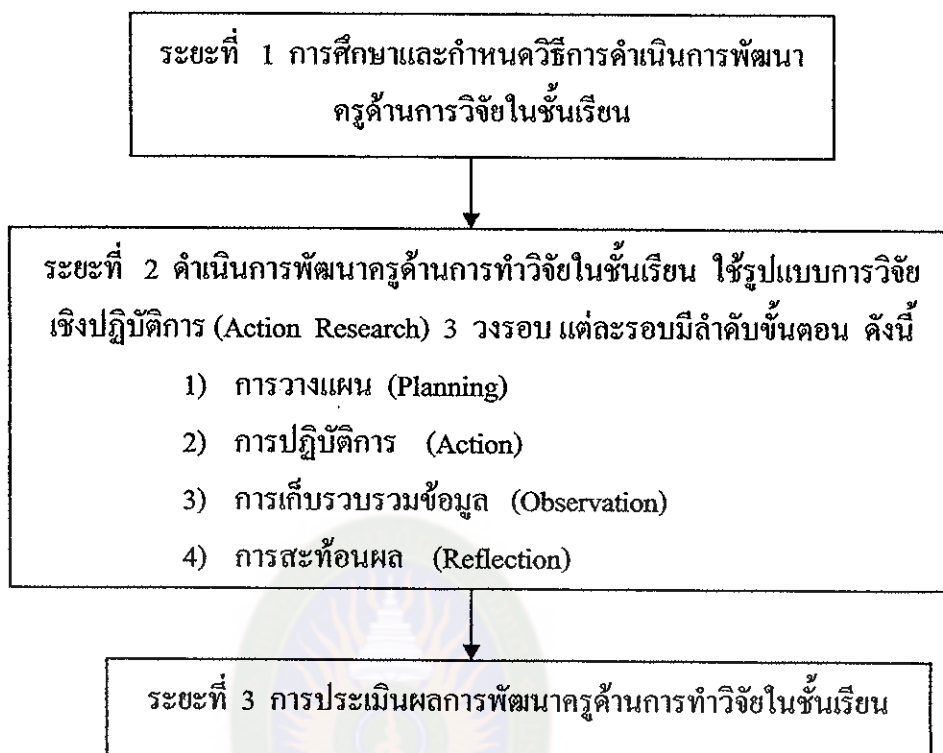 ระยะที่ 1 การศึกษาและกำหนดวิธีการดำเนินการพัฒนา
ครูด้านการวิจัยในชั้นเรียน
ระยะที่ 2 ดำเนินการพัฒนาครูด้านการทำวิจัยในชั้นเรียน ใช้รูปแบบการวิจัย
เชิงปฏิบัติการ (Action Research) 3 วงรอบ แต่ละรอบมีลำดับขั้นตอน ดังนี้
1) การวางแผน (Planning)
2) การปฏิบัติการ (Action)
3) การเก็บรวบรวมข้อมูล (Observation)
4) การสะท้อนผล (Reflection)
ระยะที่ 3 การประเมินผลการพัฒนาครูด้านการทำวิจัยในชั้นเรียน